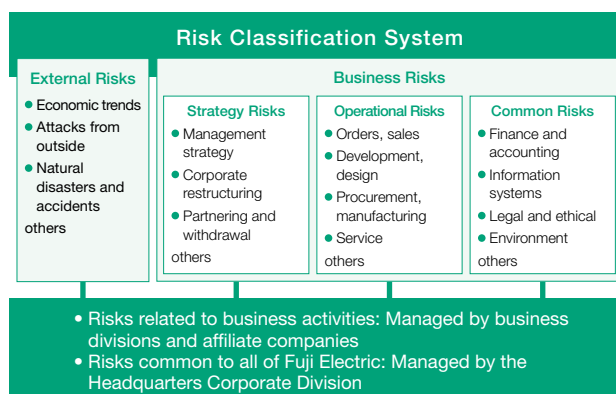 Risk Classification System
External Risks
● Economic trends
● Attacks from
outside
● Natural
disasters and
accidents
others
Business Risks
Strategy Risks
● Management
strategy
● Corporate
restructuring
● Partnering and
withdrawal
others
Operational Risks
● Orders, sales
● Development,
design
● Procurement,
manufacturing
● Service
others
Common Risks
● Finance and
accounting
● Information
systems
● Legal and ethical
● Environment
others
• Risks related to business activities: Managed by business
divisions and affiliate companies
• Risks common to all of Fuji Electric: Managed by the
Headquarters Corporate Division